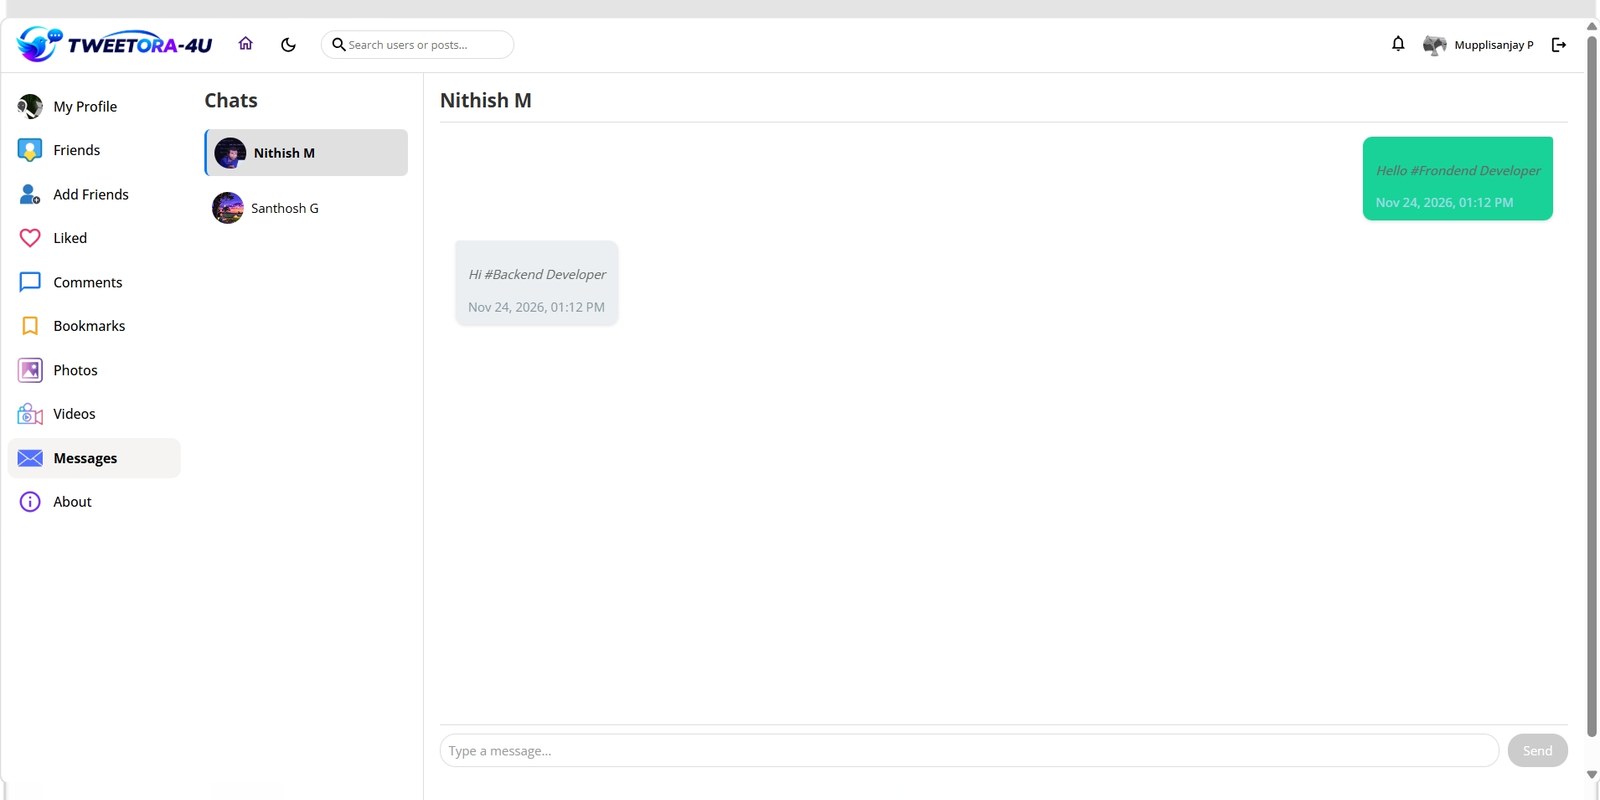 TWEETORA-4U
Search users or posts...
Mupplisanjay P
My Profile
Friends
Add Friends
Liked
Comments
Bookmarks
Photos
Videos
Messages
About
Chats
Nithish M
Santhosh G
Nithish M
Hello #Frondend Developer
Nov 24, 2026, 01:12 PM
Hi #Backend Developer
Nov 24, 2026, 01:12 PM
Type a message...
Send